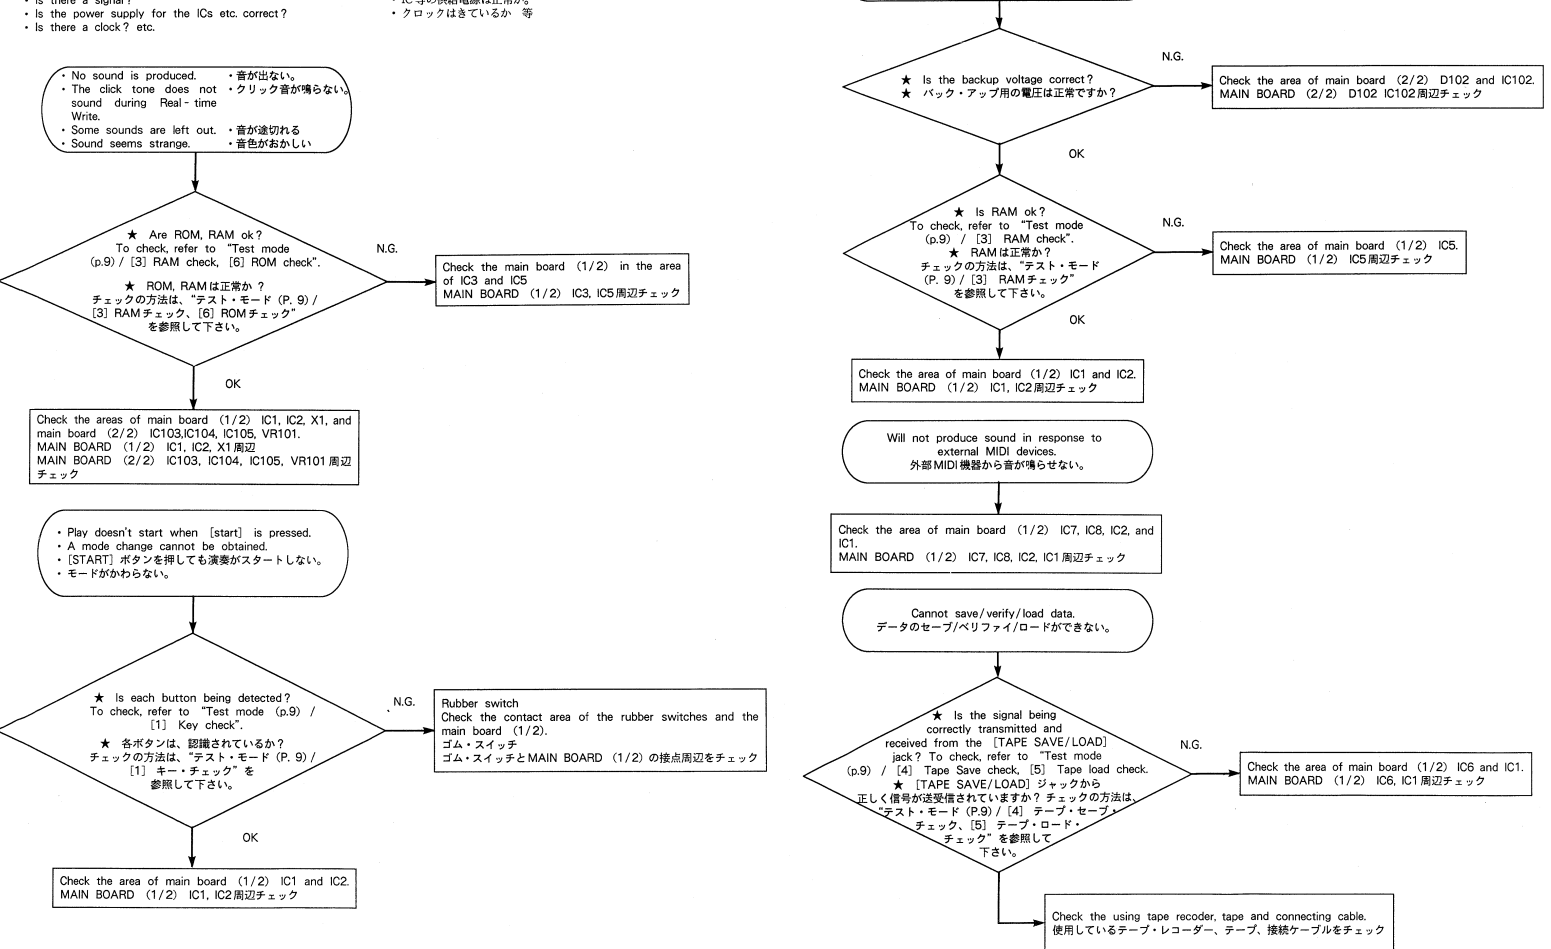 • Is there a signal?
• Is the power supply for the ICs etc. correct?
• Is there a clock? etc.
• IC等の供給電源は正常か。
• クロックはきているか 等
• No sound is produced.
• The click tone does not
sound during Real-time
Write.
• Some sounds are left out.
• Sound seems strange.
・音が出ない。
・クリック音が鳴らない。
・音が途切れる
・音色がおかしい
★ Are ROM, RAM ok?
To check, refer to "Test mode
(p.9) / [3] RAM check, [6] ROM check".
★ ROM, RAMは正常か？
チェックの方法は、"テスト・モード (P. 9) /
[3] RAMチェック、[6] ROMチェック"
を参照して下さい。
N.G.
Check the main board (1/2) in the area
of IC3 and IC5
MAIN BOARD (1/2) IC3, IC5周辺チェック
OK
Check the areas of main board (1/2) IC1, IC2, X1, and
main board (2/2) IC103,IC104, IC105, VR101.
MAIN BOARD (1/2) IC1, IC2, X1周辺
MAIN BOARD (2/2) IC103, IC104, IC105, VR101周辺
チェック
• Play doesn't start when [start] is pressed.
• A mode change cannot be obtained.
• [START] ボタンを押しても演奏がスタートしない。
• モードがかわらない。
★ Is each button being detected?
To check, refer to "Test mode (p.9) /
[1] Key check".
★ 各ボタンは、認識されているか？
チェックの方法は、"テスト・モード (P. 9) /
[1] キー・チェック" を
参照して下さい。
N.G.
Rubber switch
Check the contact area of the rubber switches and the
main board (1/2).
ゴム・スイッチ
ゴム・スイッチとMAIN BOARD (1/2) の接点周辺をチェック
OK
Check the area of main board (1/2) IC1 and IC2.
MAIN BOARD (1/2) IC1, IC2周辺チェック
★ Is the backup voltage correct?
★ バック・アップ用の電圧は正常ですか？
N.G.
Check the area of main board (2/2) D102 and IC102.
MAIN BOARD (2/2) D102 IC102周辺チェック
OK
★ Is RAM ok?
To check, refer to "Test mode
(p.9) / [3] RAM check".
★ RAMは正常か？
チェックの方法は、"テスト・モード
(P. 9) / [3] RAMチェック"
を参照して下さい。
N.G.
Check the area of main board (1/2) IC5.
MAIN BOARD (1/2) IC5周辺チェック
OK
Check the area of main board (1/2) IC1 and IC2.
MAIN BOARD (1/2) IC1, IC2周辺チェック
Will not produce sound in response to
external MIDI devices.
外部MIDI機器から音が鳴らせない。
Check the area of main board (1/2) IC7, IC8, IC2, and
IC1.
MAIN BOARD (1/2) IC7, IC8, IC2, IC1周辺チェック
Cannot save/verify/load data.
データのセーブ/ベリファイ/ロードができない。
★ Is the signal being
correctly transmitted and
received from the [TAPE SAVE/LOAD]
jack? To check, refer to "Test mode
(p.9) / [4] Tape Save check, [5] Tape load check.
★ [TAPE SAVE/LOAD] ジャックから
正しく信号が送受信されていますか？ チェックの方法は、
"テスト・モード (P.9) / [4] テープ・セーブ・
チェック、[5] テープ・ロード・
チェック" を参照して
下さい。
N.G.
Check the area of main board (1/2) IC6 and IC1.
MAIN BOARD (1/2) IC6, IC1周辺チェック
Check the using tape recoder, tape and connecting cable.
使用しているテープ・レコーダー、テープ、接続ケーブルをチェック